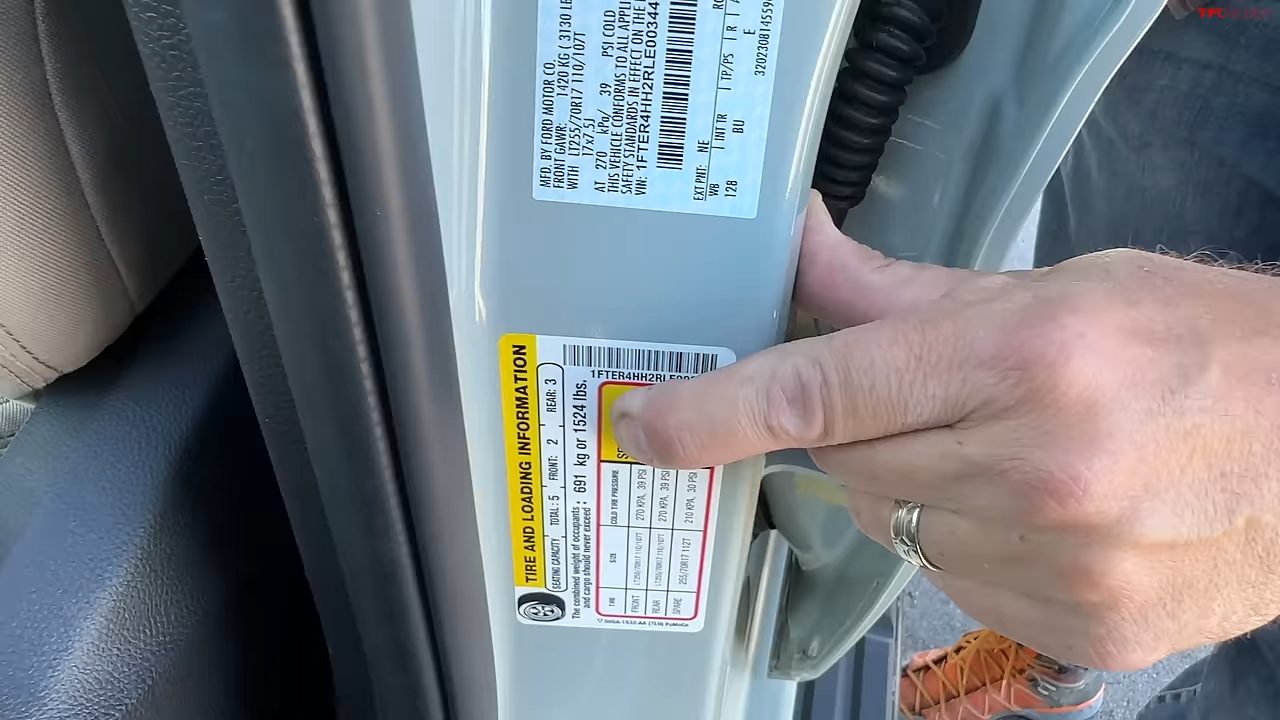 MFD. BY FORD MOTOR CO.
FRONT GAWR: 1420 KG ( 3130 LB
WITH LT255/70R17 110/107T
17x7.5J
AT 270 kPa/ 39 PSI COLD
THIS VEHICLE CONFORMS TO ALL APPLI
SAFETY STANDARDS IN EFFECT ON THE
VIN: 1FTER4HH2RLE00344
EXT PNT: NE
WB | INT TR | TP/PS | R | A
128 BU E
320230814559
TIRE AND LOADING INFORMATION
SEATING CAPACITY TOTAL: 5 FRONT: 2 REAR: 3
The combined weight of occupants
and cargo should never exceed: 691 kg or 1524 lbs.
1FTER4HH2RLE00
TIRE SIZE COLD TIRE PRESSURE
FRONT LT255/70R17 110/107T 270 KPA, 39 PSI
REAR LT255/70R17 110/107T 270 KPA, 39 PSI
SPARE 255/70R17 112T 210 KPA, 30 PSI